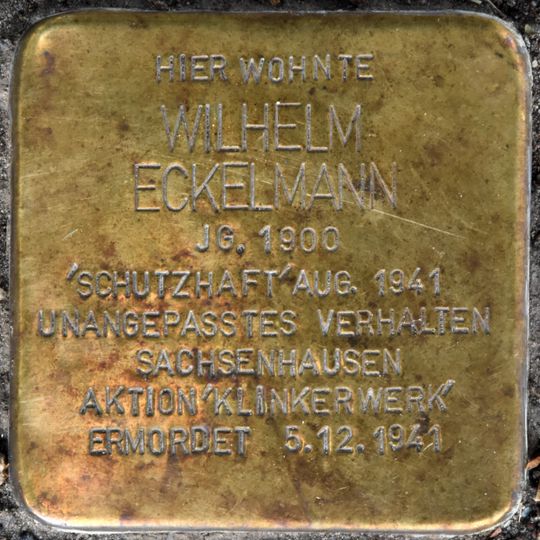 HIER WOHNTE
WILHELM
ECKELMANN
JG. 1900
'SCHUTZHAFT' AUG. 1941
UNANGEPASSTES VERHALTEN
SACHSENHAUSEN
AKTION 'KLINKERWERK'
ERMORDET 5.12.1941